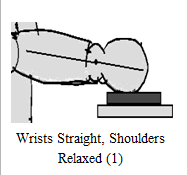 Wrists Straight, Shoulders
Relaxed (1)